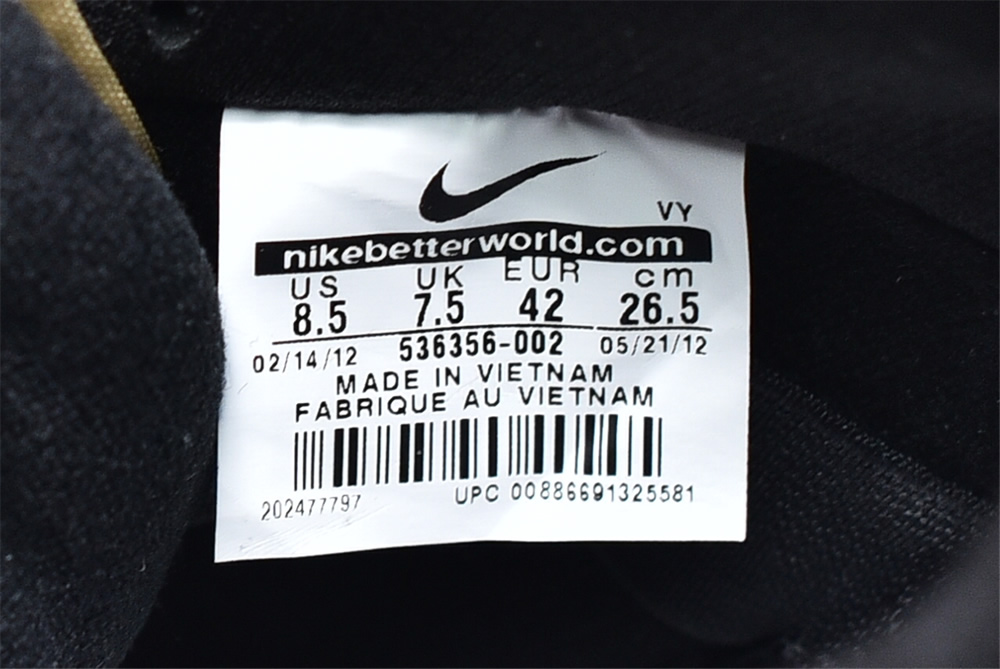 VY
nikebetterworld.com
US UK EUR cm
8.5 7.5 42 26.5
02/14/12 536356-002 05/21/12
MADE IN VIETNAM
FABRIQUE AU VIETNAM
202477797 UPC 00886691325581